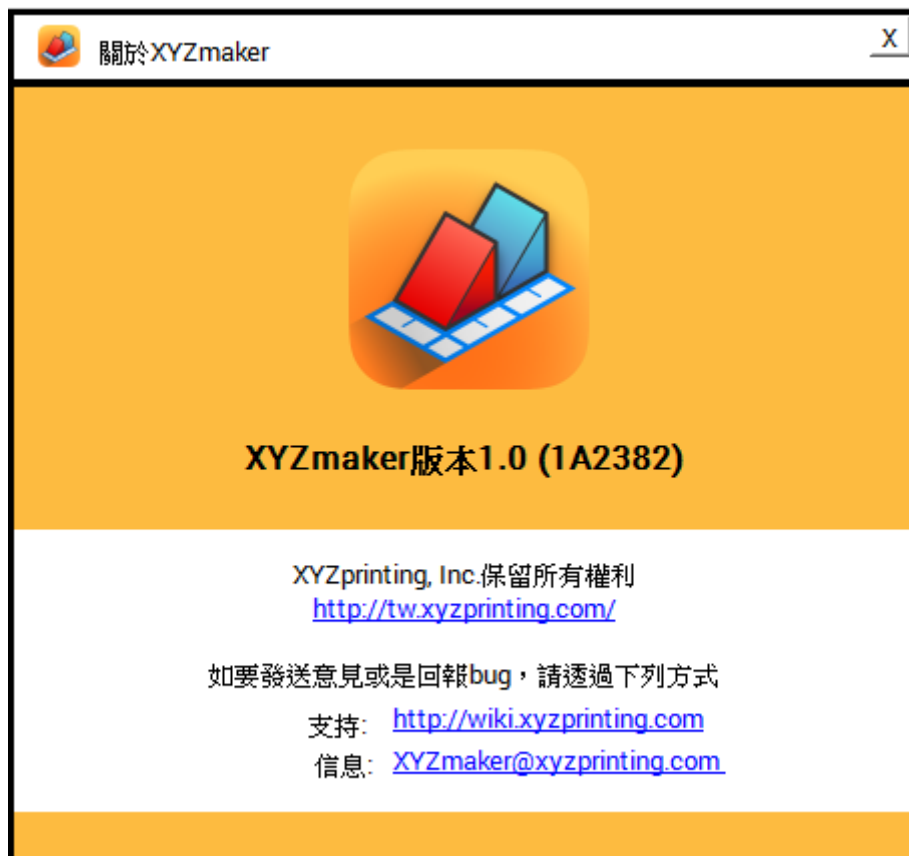 關於XYZmaker
X
XYZmaker版本1.0 (1A2382)
XYZprinting, Inc.保留所有權利
http://tw.xyzprinting.com/
如要發送意見或是回報bug，請透過下列方式
支持: http://wiki.xyzprinting.com
信息: XYZmaker@xyzprinting.com